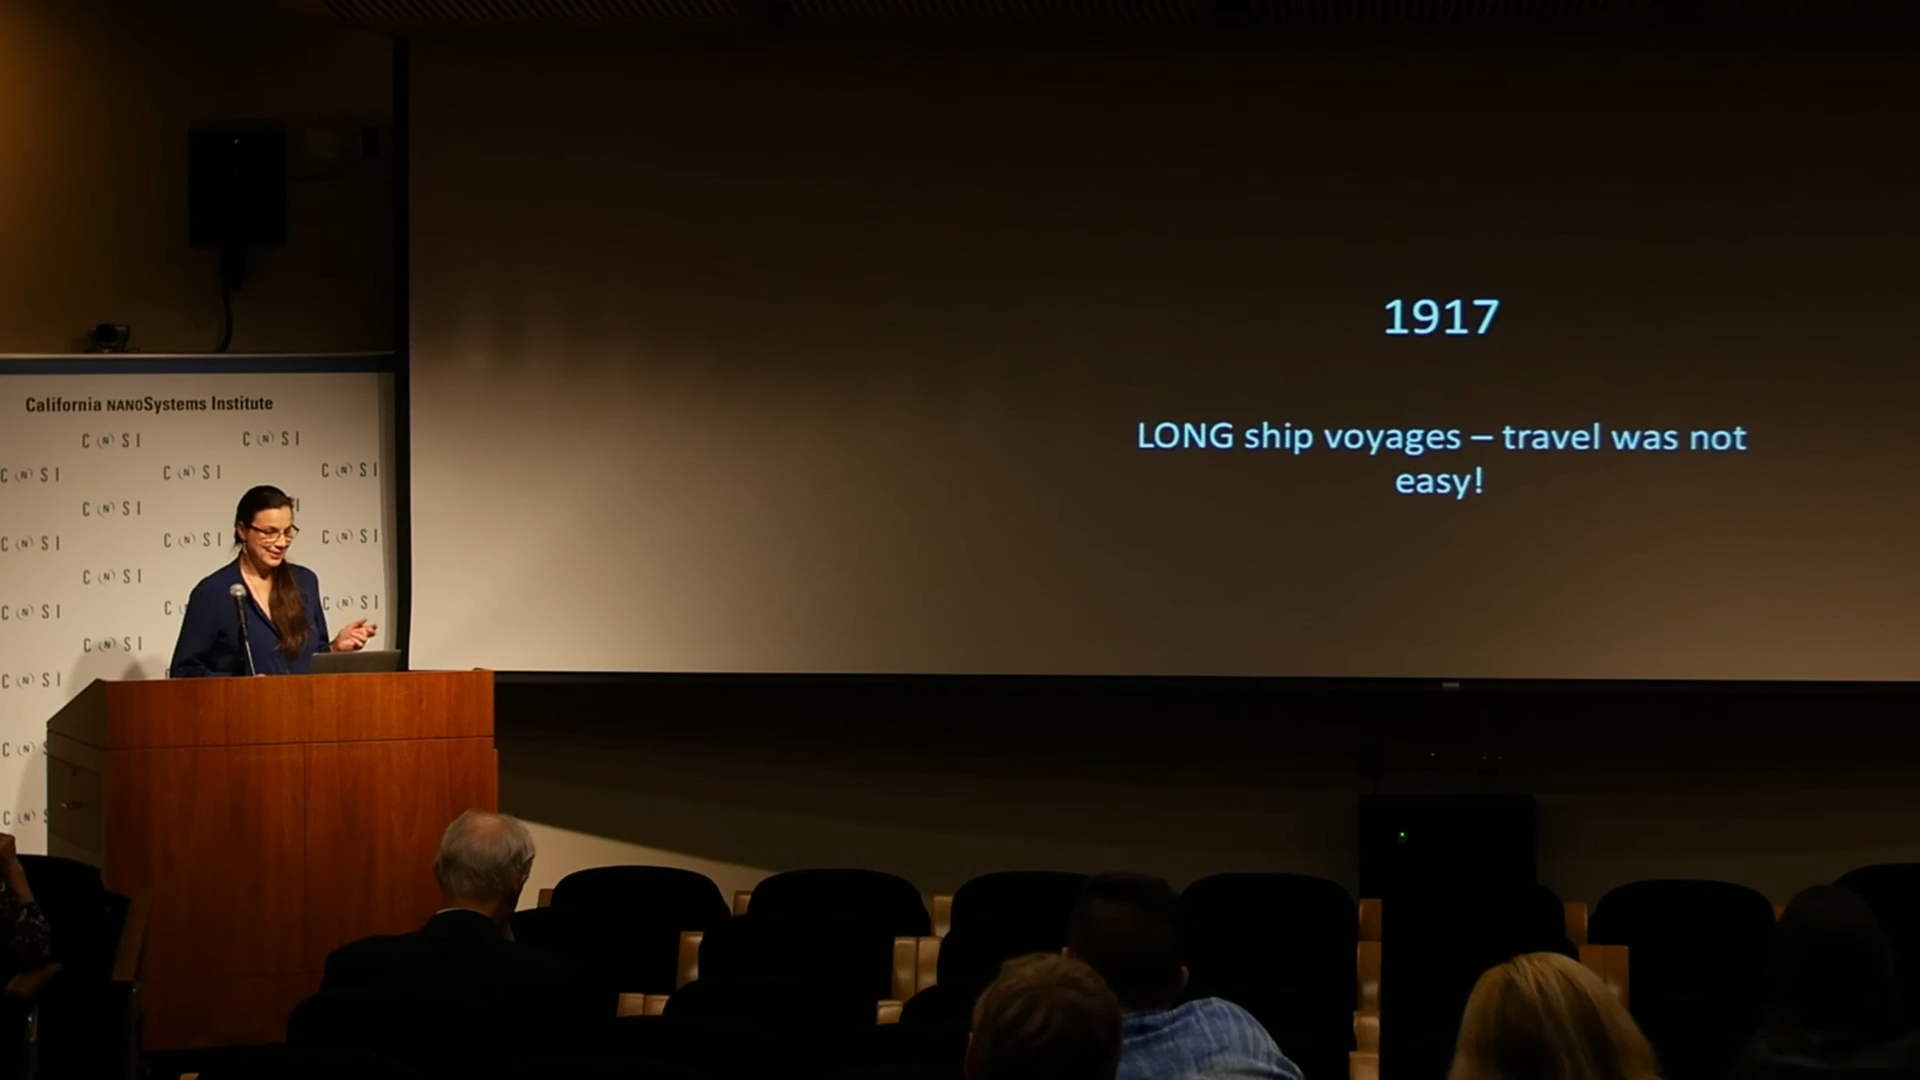 1917
LONG ship voyages – travel was not
easy!
California NANOSystems Institute
C (N) S I C (N) S I
C (N) S I C (N) S I C (N) S I
C (N) S I
C (N) S I C (N) S I C (N) S I
C (N) S I
C (N) S I C (N) S I
C (N) S I
C (N) S I
C (N) S
C (N) S